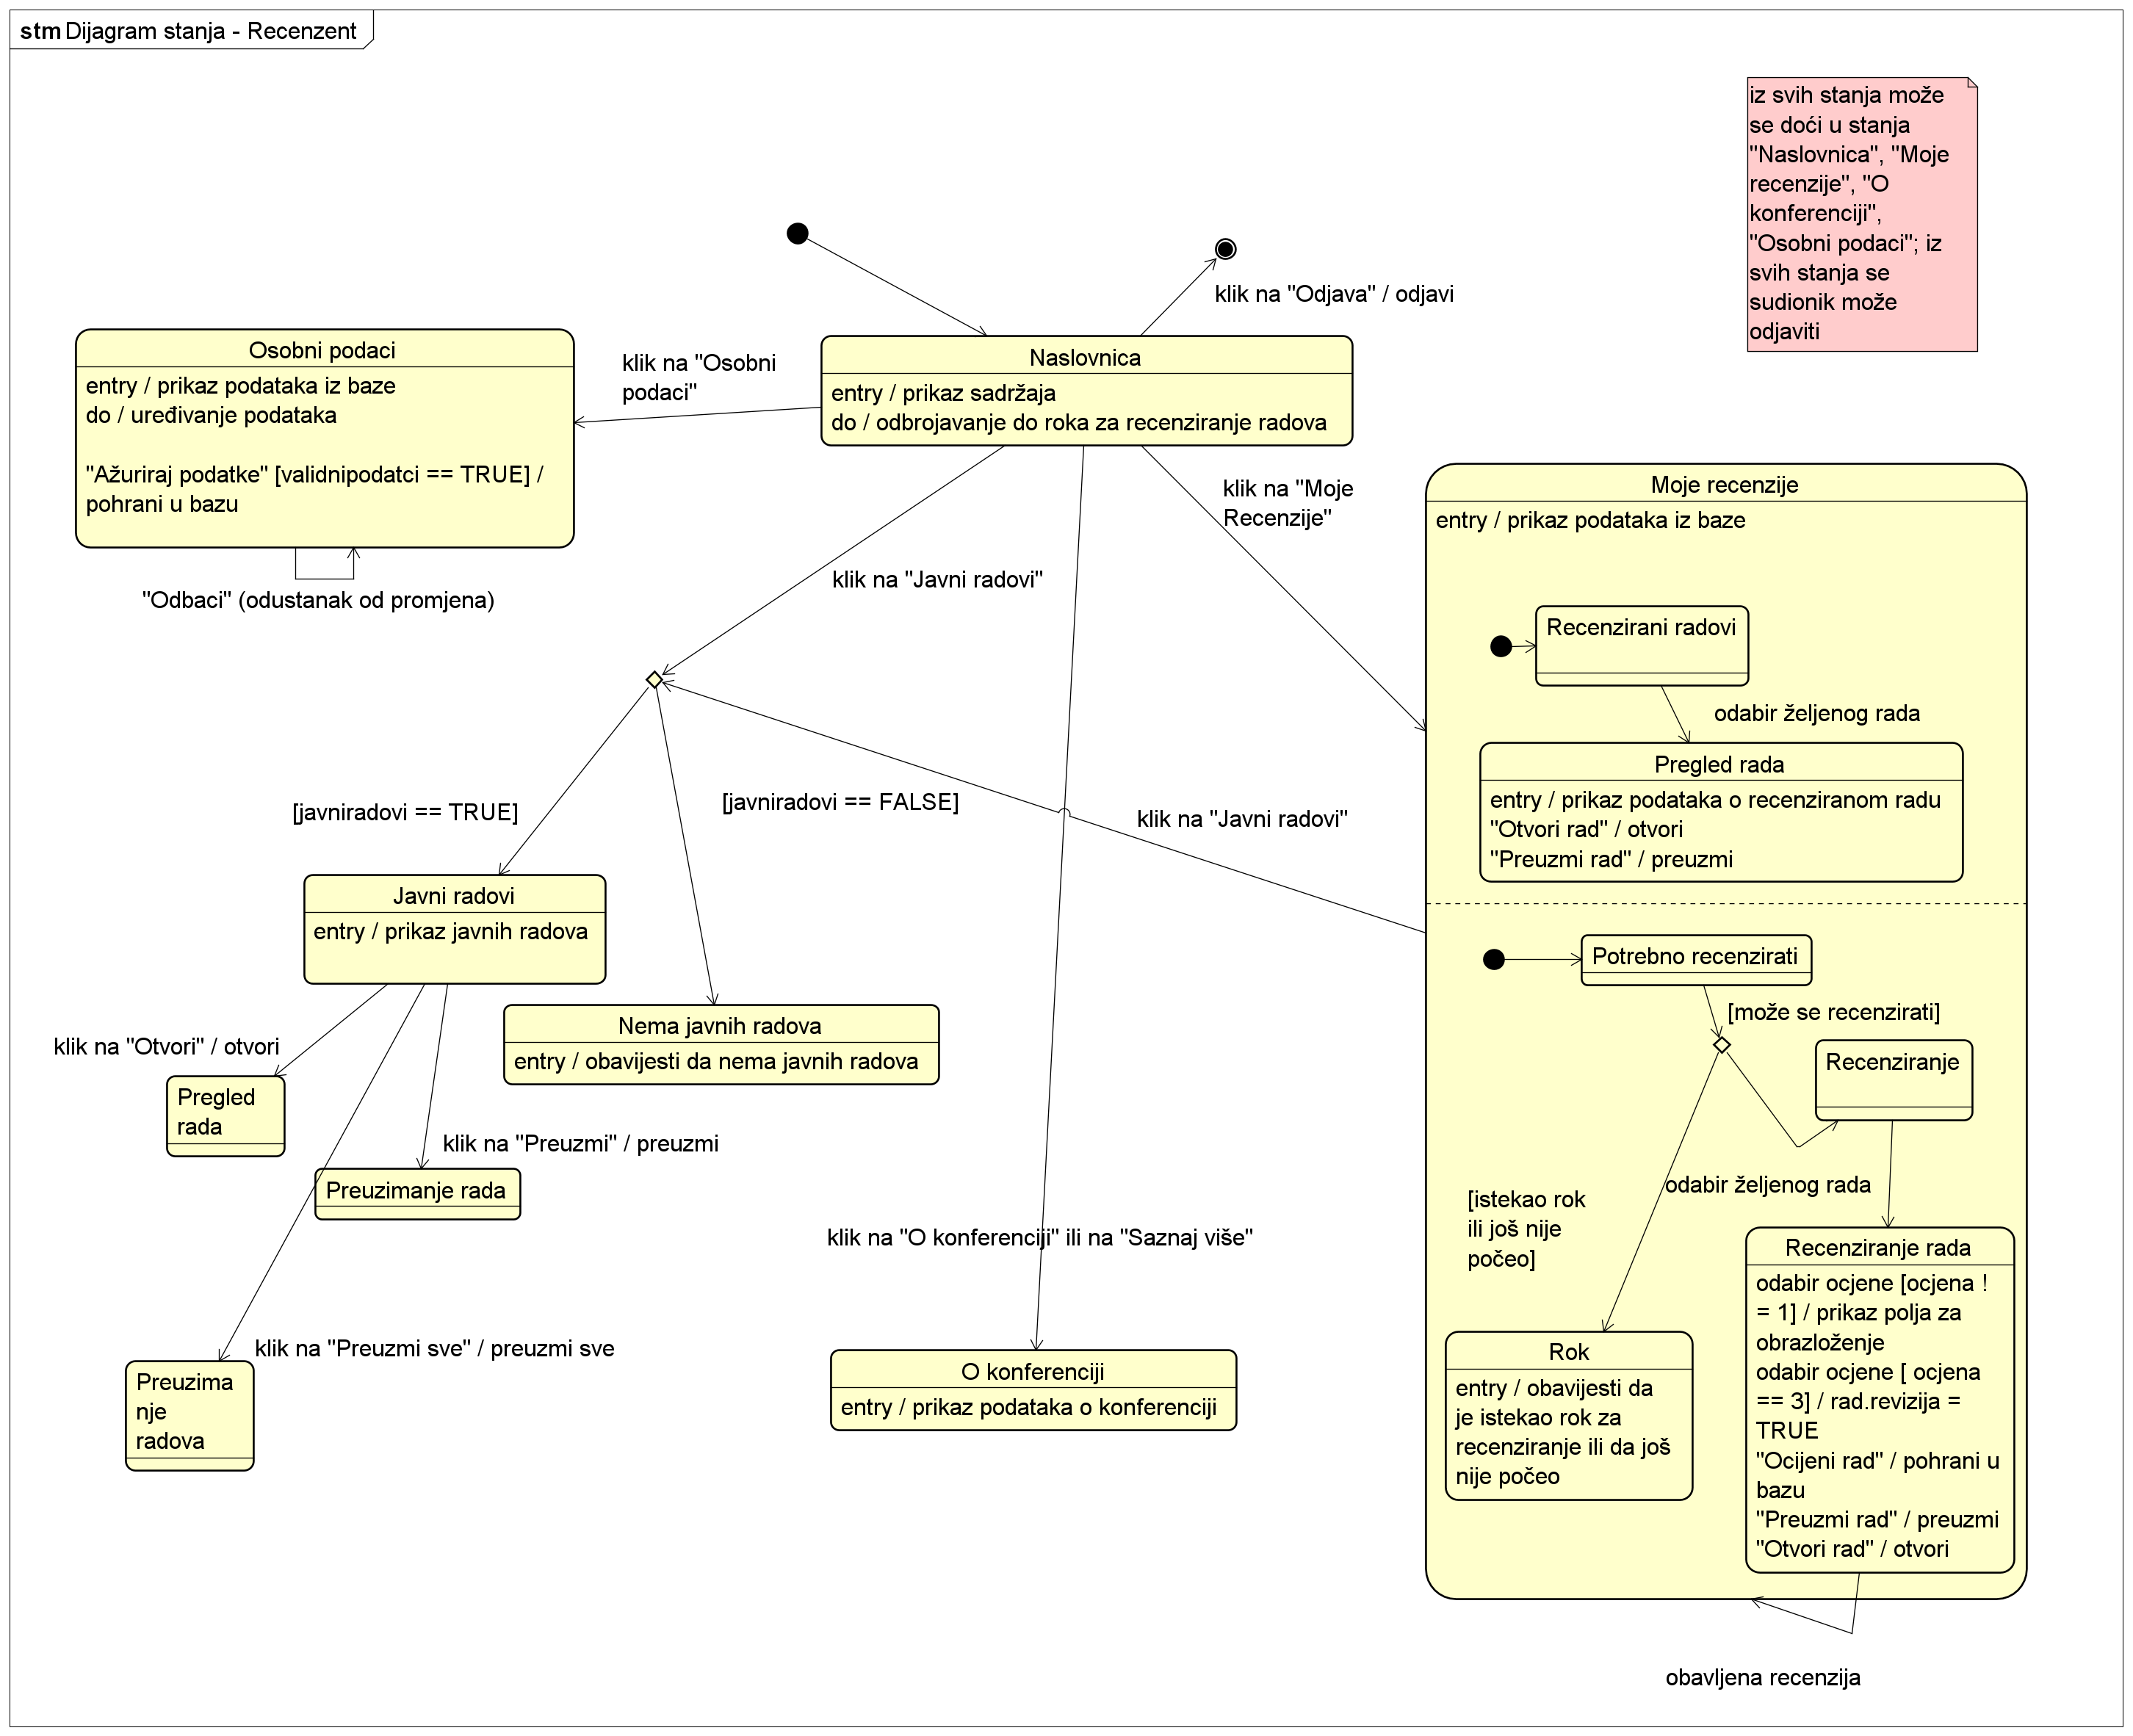 stm Dijagram stanja - Recenzent
iz svih stanja može
se doći u stanja
"Naslovnica", "Moje
recenzije", "O
konferenciji",
"Osobni podaci"; iz
svih stanja se
sudionik može
odjaviti
klik na "Odjava" / odjavi
Osobni podaci
entry / prikaz podataka iz baze
do / uređivanje podataka
"Ažuriraj podatke" [validnipodatci == TRUE] /
pohrani u bazu
"Odbaci" (odustanak od promjena)
klik na "Osobni
podaci"
Naslovnica
entry / prikaz sadržaja
do / odbrojavanje do roka za recenziranje radova
klik na "Moje
Recenzije"
klik na "Javni radovi"
Moje recenzije
entry / prikaz podataka iz baze
Recenzirani radovi
odabir željenog rada
Pregled rada
entry / prikaz podataka o recenziranom radu
"Otvori rad" / otvori
"Preuzmi rad" / preuzmi
[javniradovi == TRUE]
[javniradovi == FALSE]
klik na "Javni radovi"
Javni radovi
entry / prikaz javnih radova
Nema javnih radova
entry / obavijesti da nema javnih radova
klik na "Otvori" / otvori
Pregled
rada
klik na "Preuzmi" / preuzmi
Preuzimanje rada
klik na "Preuzmi sve" / preuzmi sve
Preuzima
nje
radova
klik na "O konferenciji" ili na "Saznaj više"
O konferenciji
entry / prikaz podataka o konferenciji
Potrebno recenzirati
[može se recenzirati]
Recenziranje
odabir željenog rada
[istekao rok
ili još nije
počeo]
Rok
entry / obavijesti da
je istekao rok za
recenziranje ili da još
nije počeo
Recenziranje rada
odabir ocjene [ocjena !
= 1] / prikaz polja za
obrazloženje
odabir ocjene [ ocjena
== 3] / rad.revizija =
TRUE
"Ocijeni rad" / pohrani u
bazu
"Preuzmi rad" / preuzmi
"Otvori rad" / otvori
obavljena recenzija